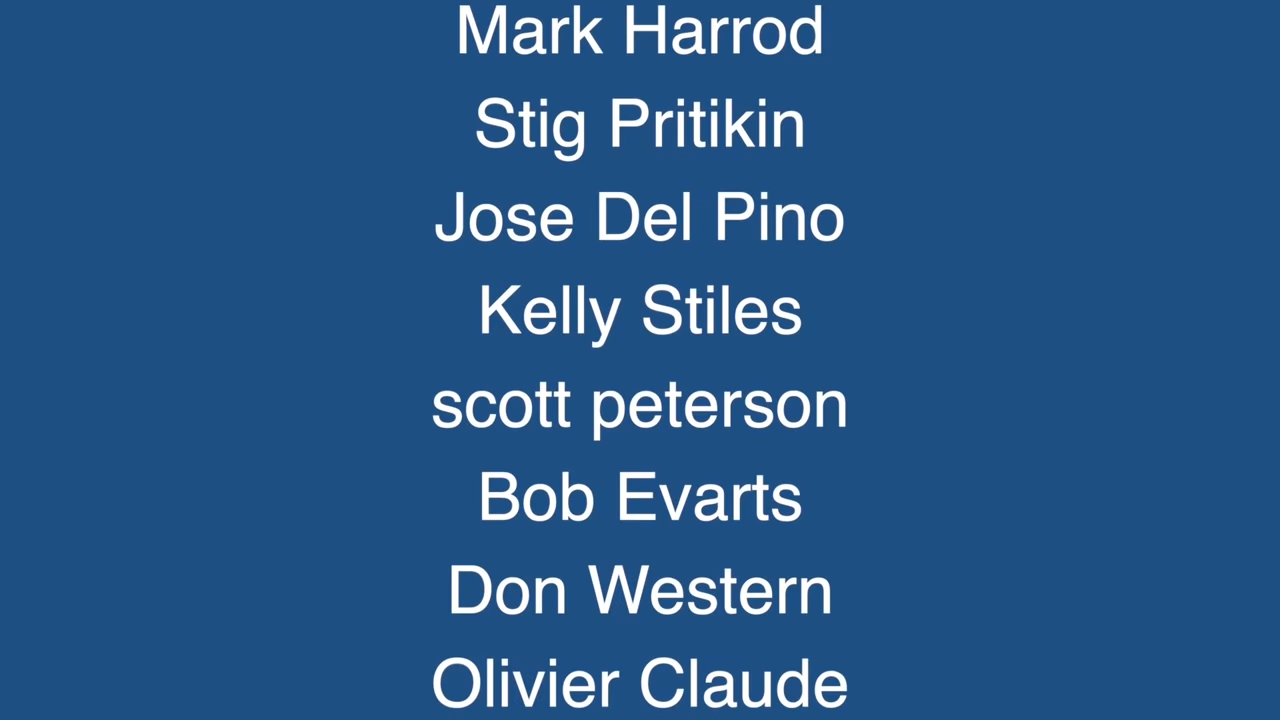 Mark Harrod
Stig Pritikin
Jose Del Pino
Kelly Stiles
scott peterson
Bob Evarts
Don Western
Olivier Claude